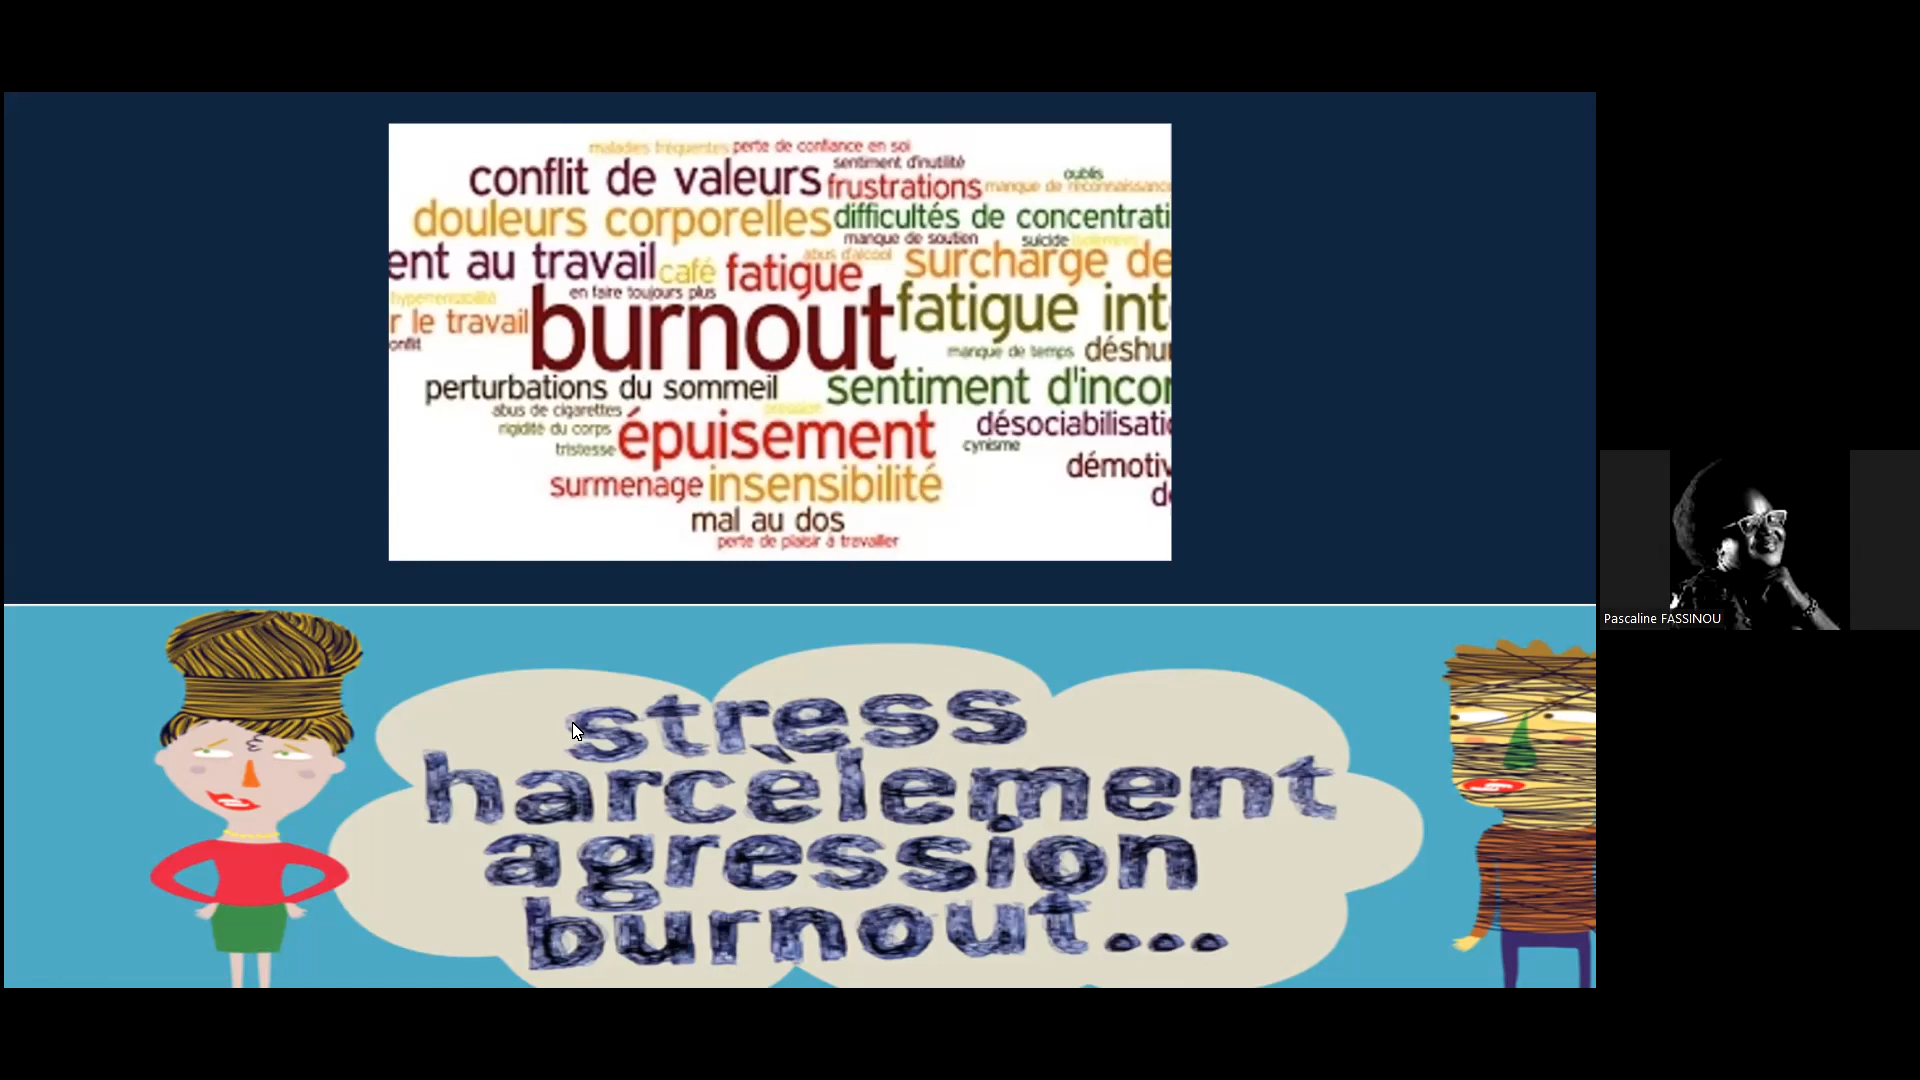 maladies fréquentes perte de confiance en soi
conflit de valeurs
sentiment d'inutilité
oublis
frustrations
manque de reconnaissance
douleurs corporelles
difficultés de concentrati
manque de soutien
suicide
ent au travail
café
fatigue
abus d'alcool
surcharge de
hyperrentabilité
en faire toujours plus
r le travail
burnout
fatigue int
onflit
manque de temps
déshu
perturbations du sommeil
sentiment d'inco
abus de cigarettes
pression
rigidité du corps
épuisement
désociabilisati
tristesse
cynisme
démotiv
surmenage
insensibilité
d
mal au dos
perte de plaisir à travailler
stress
harcèlement
agression
burnout...
Pascaline FASSINOU